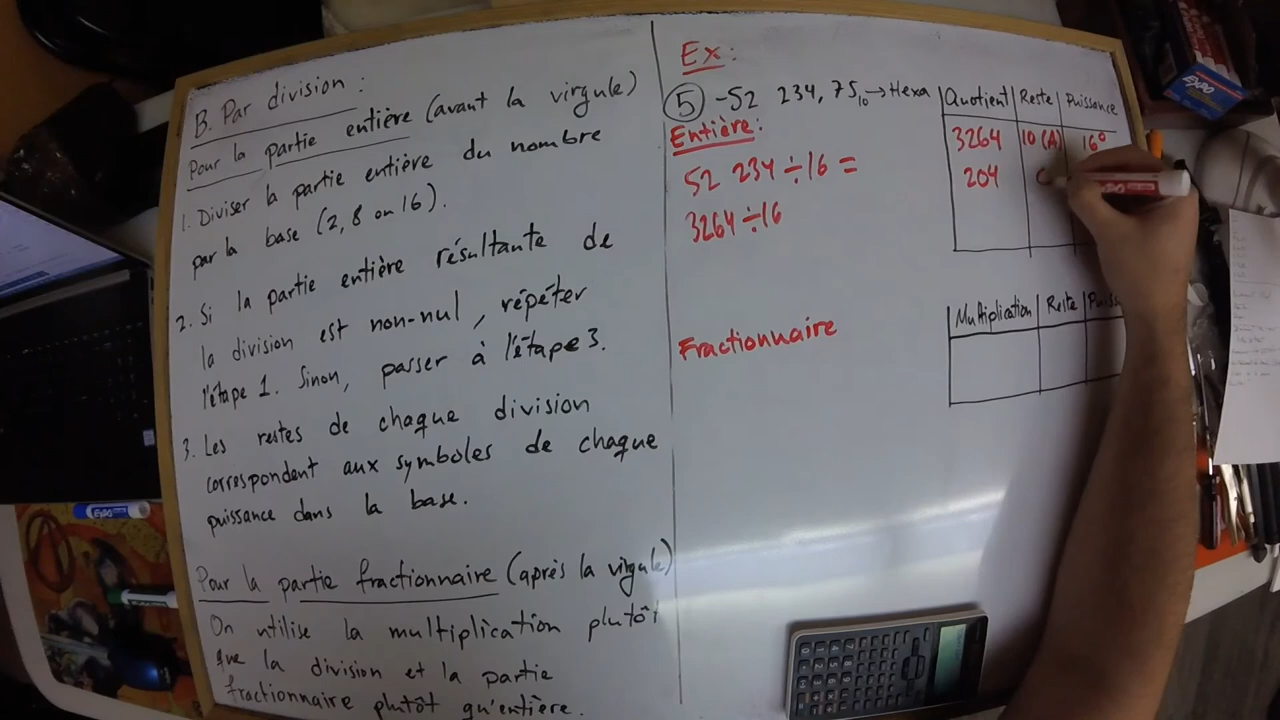 B. Par division :
Pour la partie entière (avant la virgule)
1. Diviser la partie entière du nombre
par la base (2, 8 ou 16).
2. Si la partie entière résultante de
la division est non-nul, répéter
l'étape 1. Sinon, passer à l'étape 3.
3. Les restes de chaque division
correspondent aux symboles de chaque
puissance dans la base.
Pour la partie fractionnaire (après la virgule)
On utilise la multiplication plutôt
que la division et la partie
fractionnaire plutôt qu'entière.
Ex:
5 -52 234,75₁₀→Hexa
Entière:
52 234 ÷ 16 =
3264 ÷ 16
Fractionnaire
Quotient Reste Puissance
3264 10 (A) 16⁰
204
Multiplication Reste
EXPO
EXPO